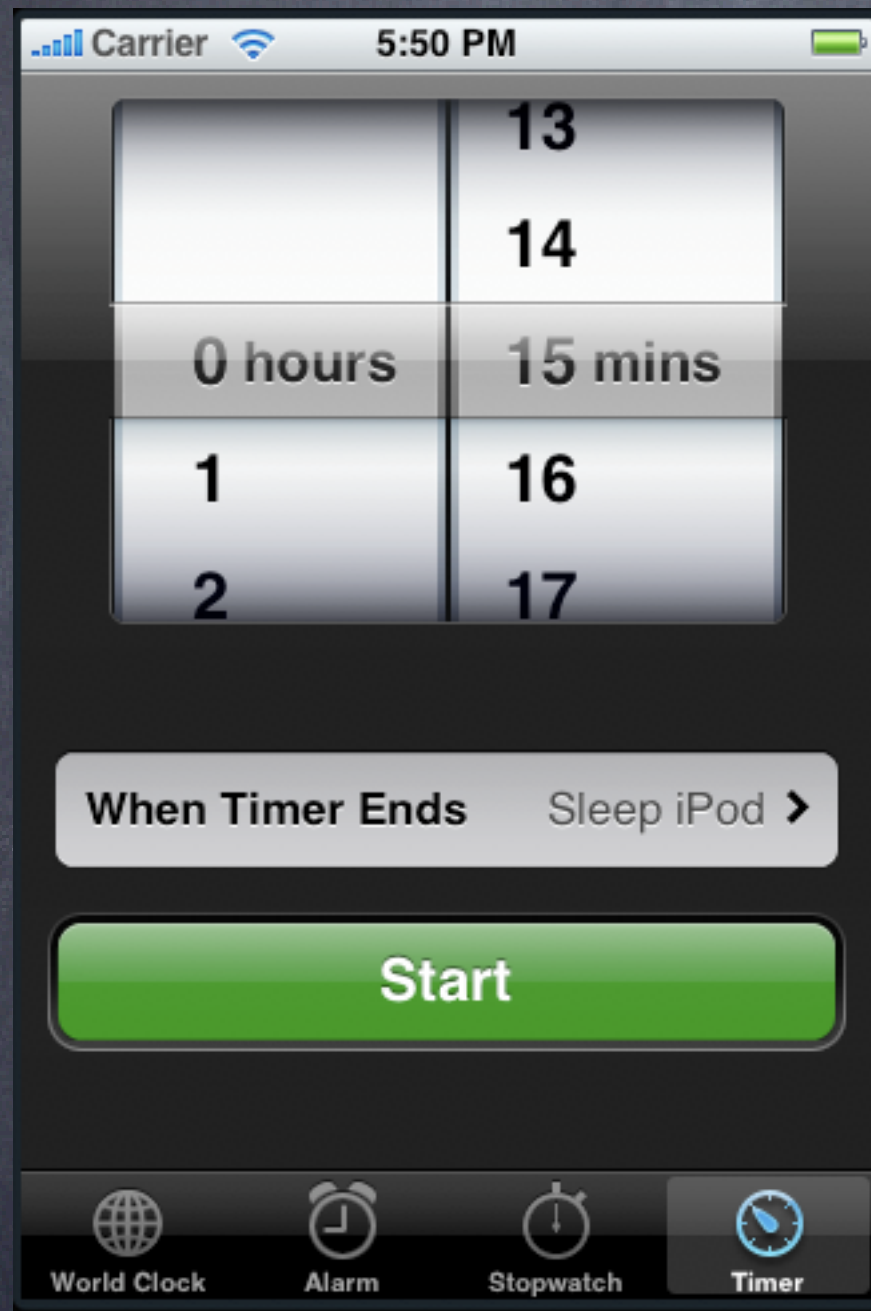 Carrier 5:50 PM
13
14
0 hours 15 mins
1 16
2 17
When Timer Ends Sleep iPod
Start
World Clock Alarm Stopwatch Timer